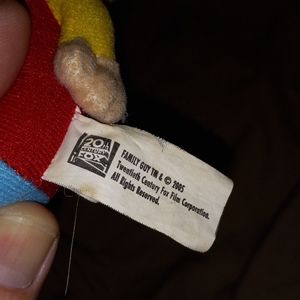 20th
CENTURY
FOX
FAMILY GUY TM & © 2005
Twentieth Century Fox Film Corporation.
All Rights Reserved.